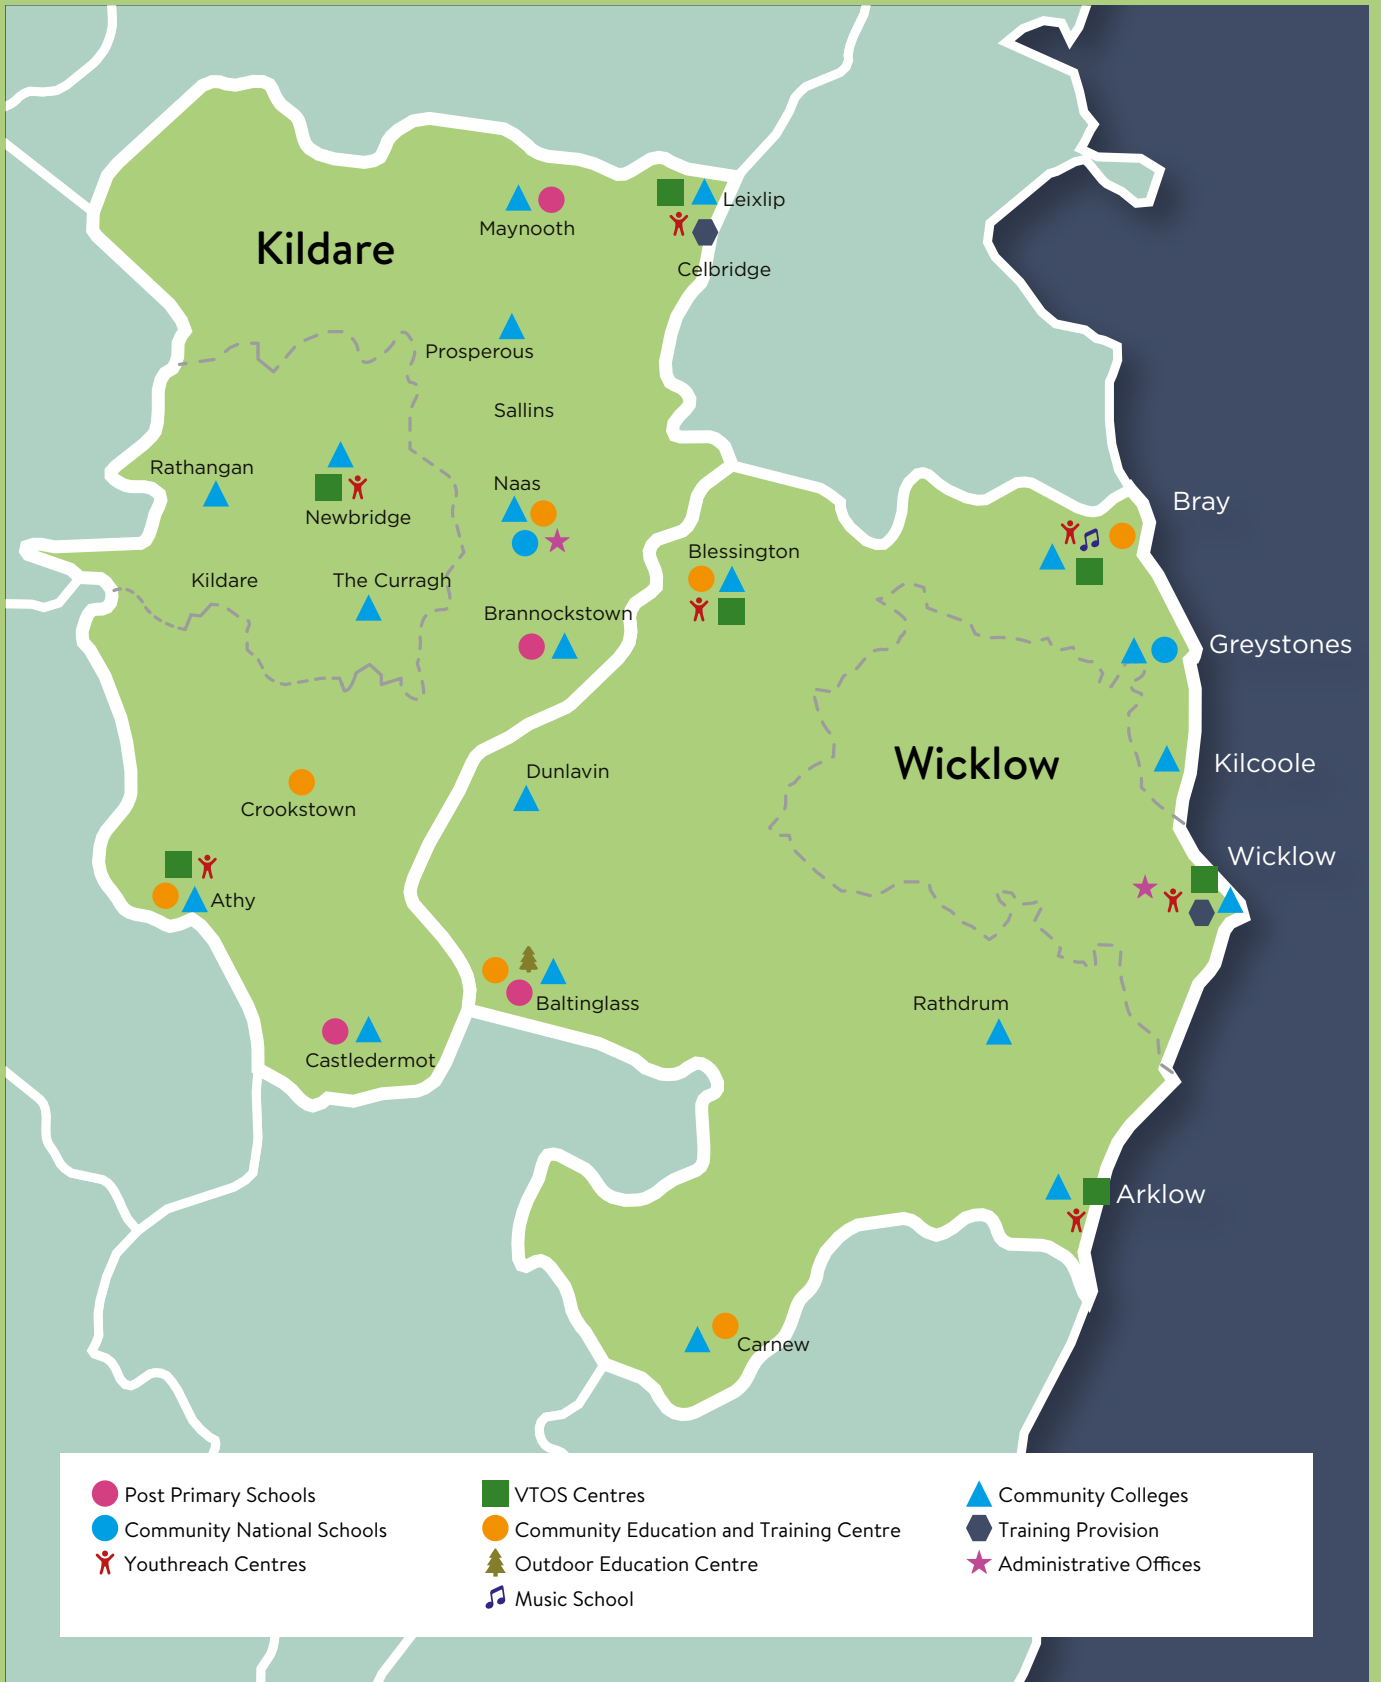 Leixlip
Maynooth
Kildare
Celbridge
Prosperous
Sallins
Rathangan
Naas
Newbridge
Bray
Blessington
Kildare
The Curragh
Brannockstown
Greystones
Wicklow
Kilcoole
Dunlavin
Crookstown
Wicklow
Athy
Baltinglass
Rathdrum
Castledermot
Arklow
Carnew
Post Primary Schools
Community National Schools
Youthreach Centres
VTOS Centres
Community Education and Training Centre
Outdoor Education Centre
Music School
Community Colleges
Training Provision
Administrative Offices